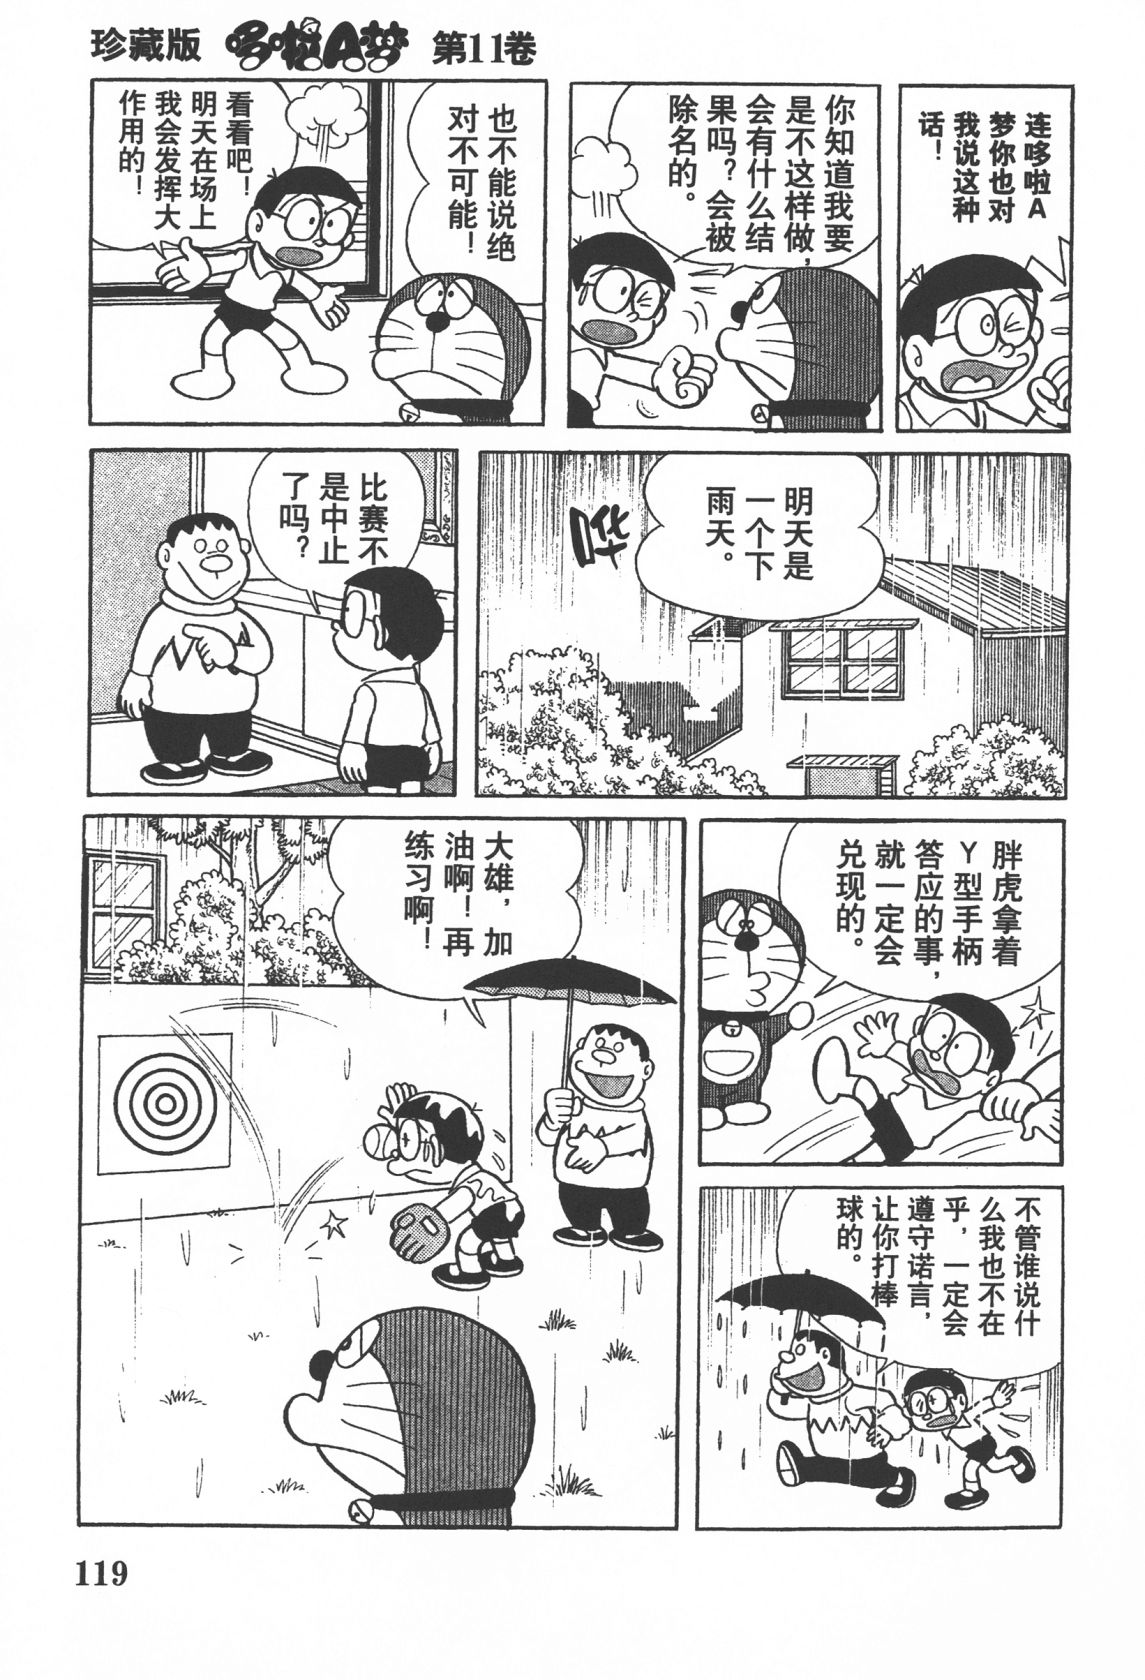 珍藏版 哆啦A梦 第11卷
连哆啦A
梦你也对
我说这种
话！
你知道我要
是不这样做，
会有什么结
果吗？会被
除名的。
也不能说绝
对不可能！
看看吧！
明天在场上
我会发挥大
作用的！
明天是
一个下
雨天。
哗
比赛不
是中止
了吗？
胖虎拿着
Y型手柄
答应的事，
就一定会
兑现的。
大雄，加
油啊！再
练习啊！
不管谁说什
么我也不在
乎，一定会
遵守诺言，
让你打棒
球的。
119